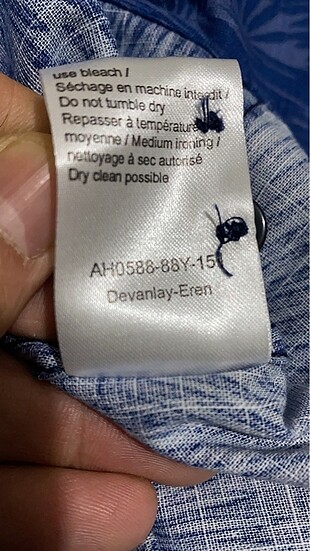 use bleach /
Séchage en machine interdit /
Do not tumble dry
Repasser à température
moyenne / Medium ironing /
nettoyage à sec autorisé
Dry clean possible
AH0588-88Y-15
Devanlay-Eren